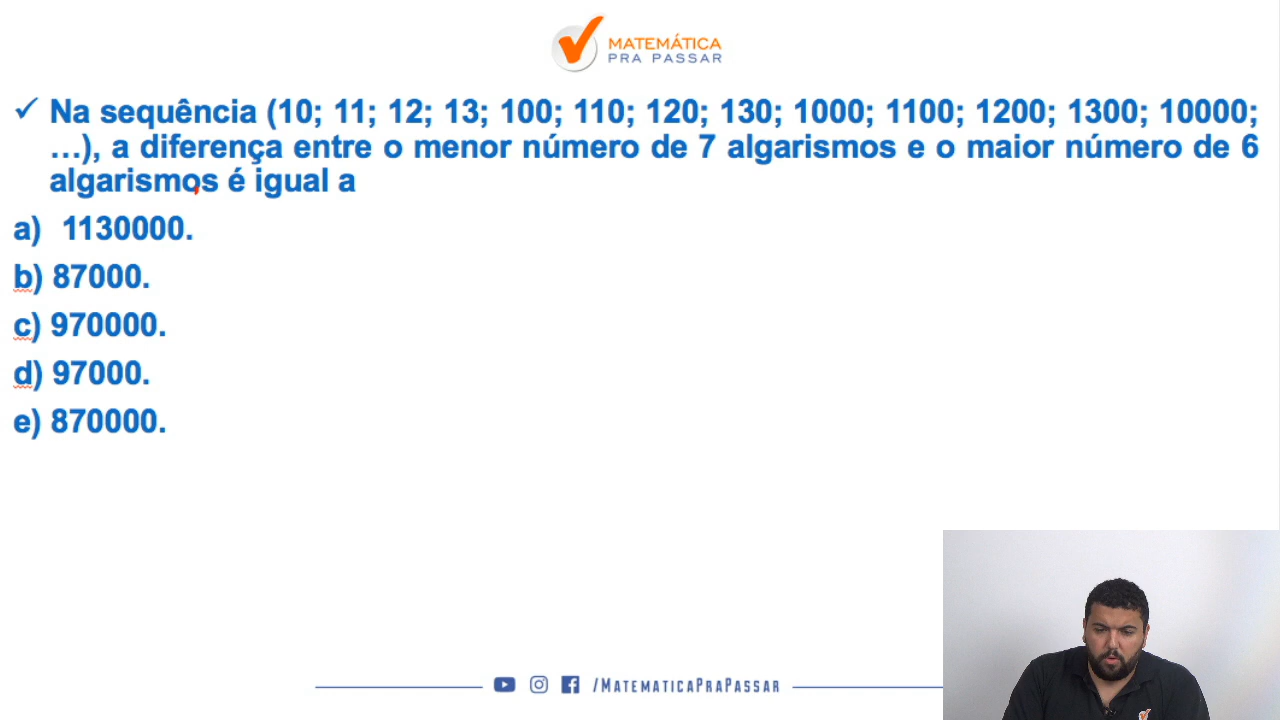 MATEMÁTICA
PRA PASSAR
✓ Na sequência (10; 11; 12; 13; 100; 110; 120; 130; 1000; 1100; 1200; 1300; 10000;
…), a diferença entre o menor número de 7 algarismos e o maior número de 6
algarismos é igual a
a) 1130000.
b) 87000.
c) 970000.
d) 97000.
e) 870000.
/MATEMATICAPRAPASSAR